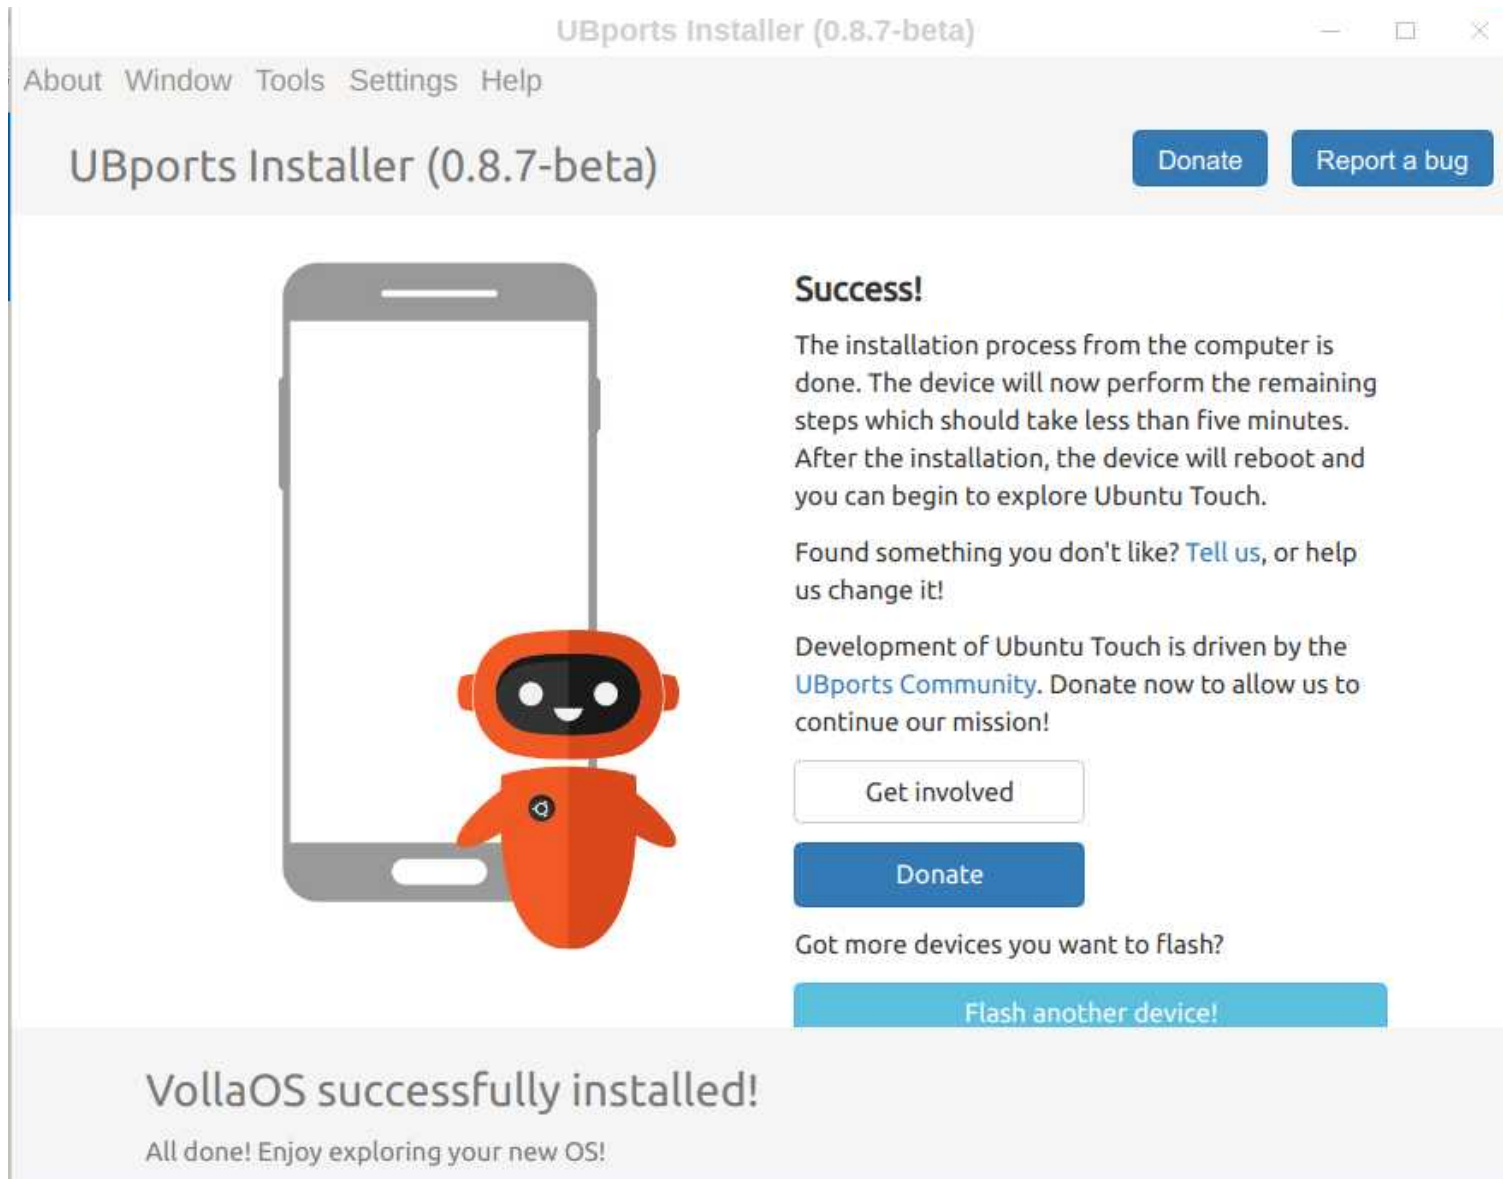 UBports Installer (0.8.7-beta)
About Window Tools Settings Help
UBports Installer (0.8.7-beta)
Donate
Report a bug
Success!
The installation process from the computer is
done. The device will now perform the remaining
steps which should take less than five minutes.
After the installation, the device will reboot and
you can begin to explore Ubuntu Touch.
Found something you don't like? Tell us, or help
us change it!
Development of Ubuntu Touch is driven by the
UBports Community. Donate now to allow us to
continue our mission!
Get involved
Donate
Got more devices you want to flash?
Flash another device!
VollaOS successfully installed!
All done! Enjoy exploring your new OS!